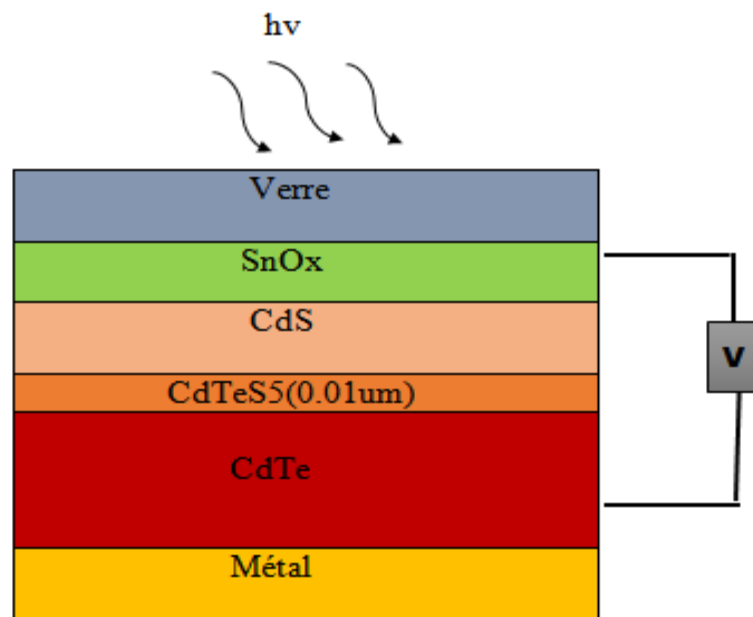 hv
Verre
SnOx
CdS
V
CdTeS5(0.01um)
CdTe
Métal